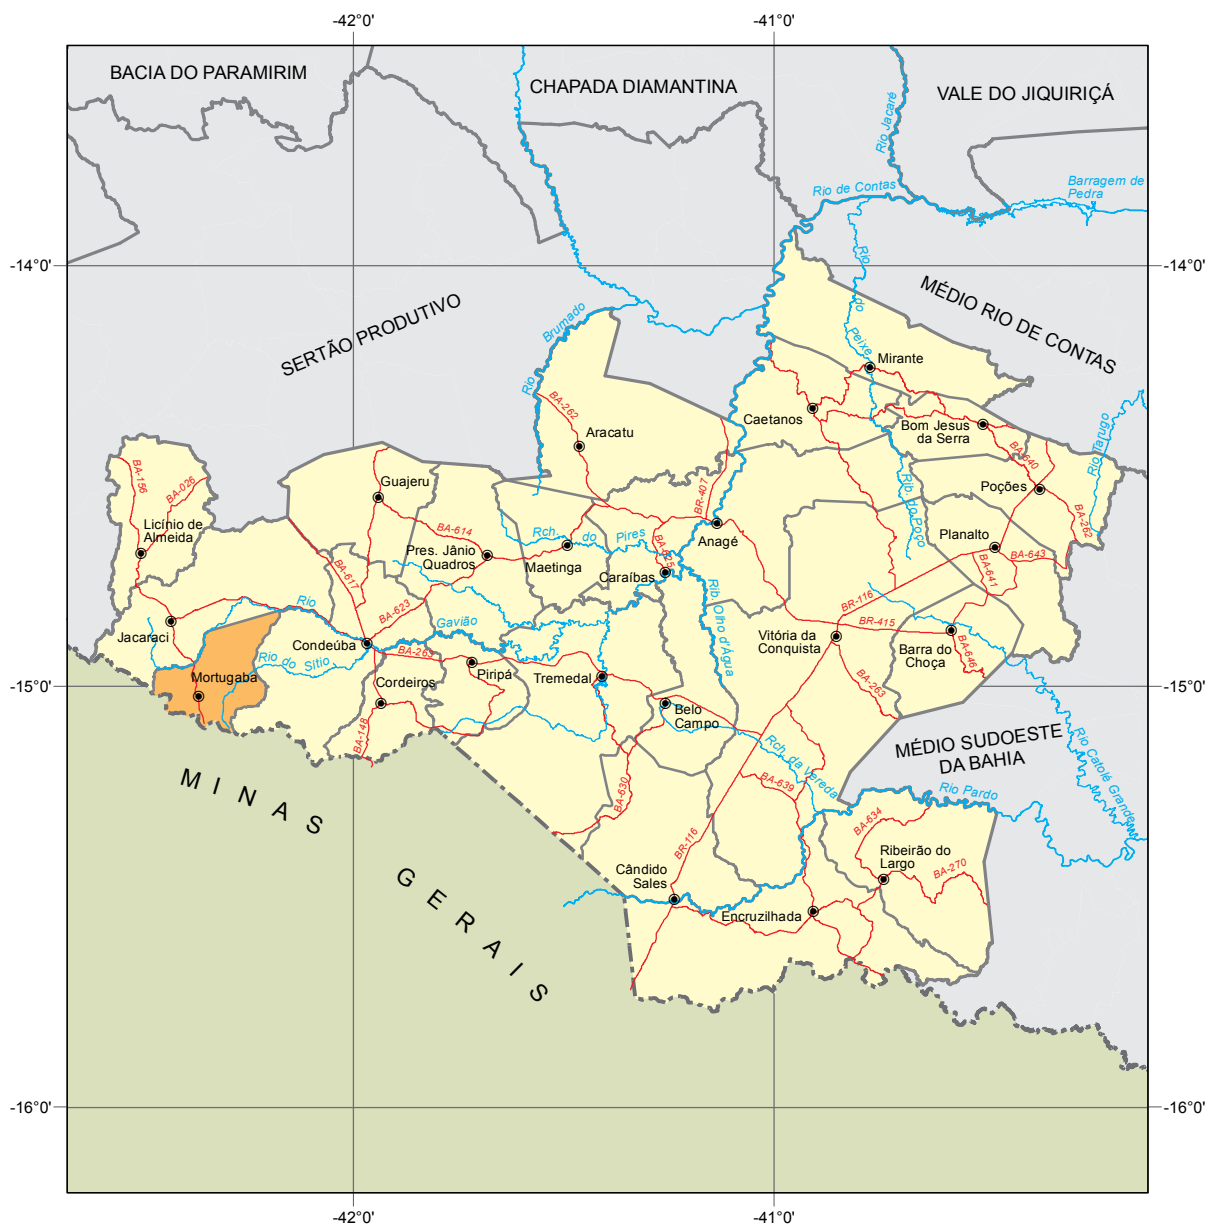 -42°0'
-41°0'
BACIA DO PARAMIRIM
CHAPADA DIAMANTINA
VALE DO JIQUIRIÇÁ
Rio Jacaré
Rio de Contas
Barragem de
Pedra
-14°0'
-14°0'
SERTÃO PRODUTIVO
MÉDIO RIO DE CONTAS
Rio Brumado
Rio do Peixe
Mirante
Caetanos
Bom Jesus
da Serra
BA-262
Aracatu
BA-640
Rio Tarugo
Poções
BA-156
BA-026
Guajeru
BR-407
Rib. do Poço
BA-262
Licínio de
Almeida
BA-614
Rch. do Pires
Anagé
Planalto
BA-643
Pres. Jânio
Quadros
Maetinga
Caraíbas
BA-625
BA-641
BA-617
BA-623
Rib. Olho d'Água
BR-116
Jacaraci
Rio Gavião
Condeúba
BR-415
Vitória da
Conquista
Barra do
Choça
BA-646
Rio do Sítio
BA-263
Mortugaba
Cordeiros
Piripá
Tremedal
BA-263
-15°0'
-15°0'
Belo
Campo
BA-148
Rch. da Vereda
MÉDIO SUDOESTE
DA BAHIA
Rio Catolé Grande
BA-630
BA-639
Rio Pardo
MINAS GERAIS
BR-116
BA-634
Ribeirão do
Largo
BA-270
Cândido
Sales
Encruzilhada
-16°0'
-16°0'
-42°0'
-41°0'